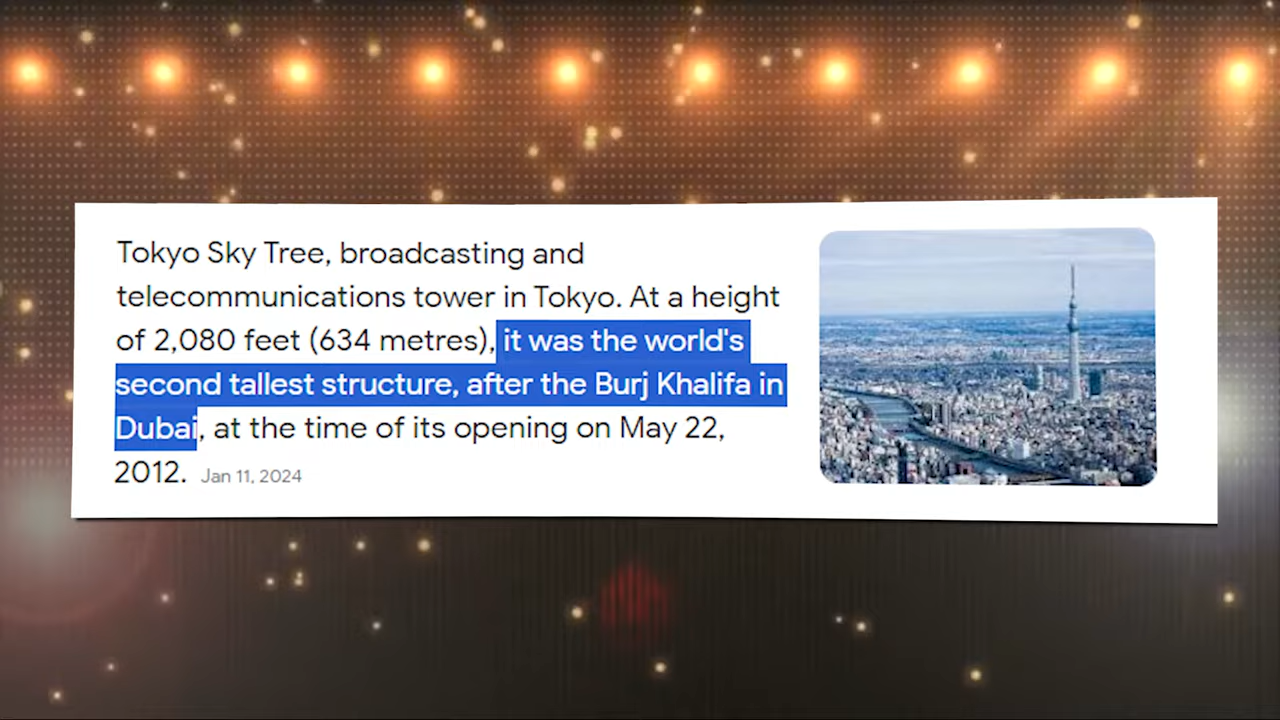 Tokyo Sky Tree, broadcasting and
telecommunications tower in Tokyo. At a height
of 2,080 feet (634 metres), it was the world's
second tallest structure, after the Burj Khalifa in
Dubai, at the time of its opening on May 22,
2012. Jan 11, 2024